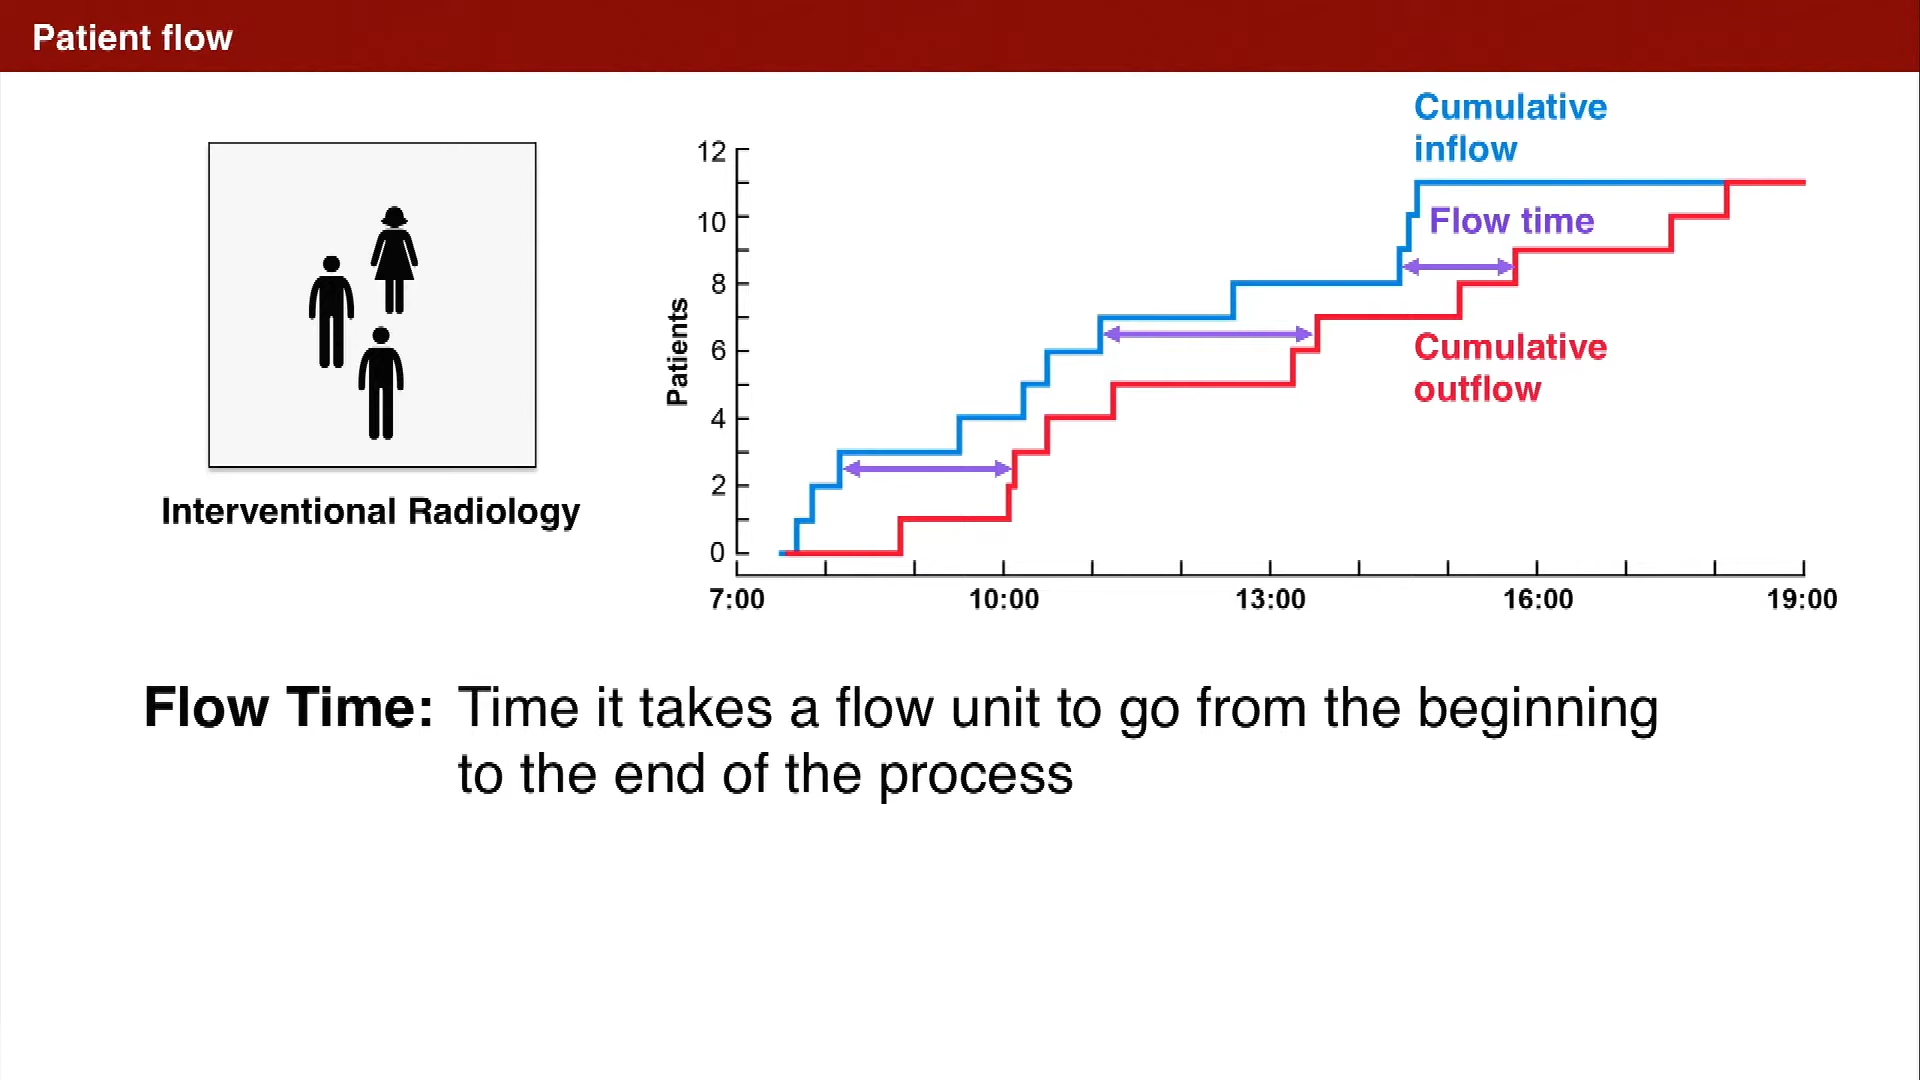 Patient flow
Interventional Radiology
Patients
12
10
8
6
4
2
0
7:00
10:00
13:00
16:00
19:00
Cumulative
inflow
Flow time
Cumulative
outflow
Flow Time: Time it takes a flow unit to go from the beginning
to the end of the process